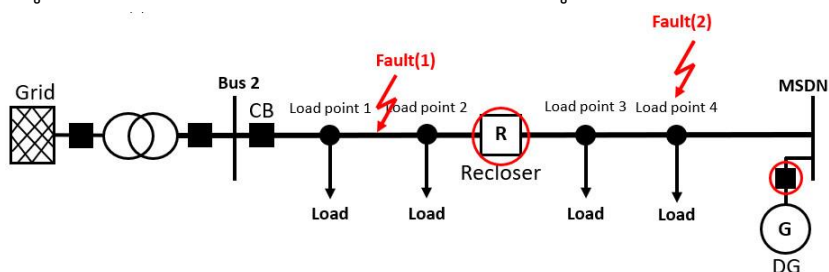 Fault(2)
Fault(1)
Grid
Bus 2
MSDN
CB
Load point 1
Load point 2
Load point 3
Load point 4
R
Recloser
Load
Load
Load
Load
G
DG